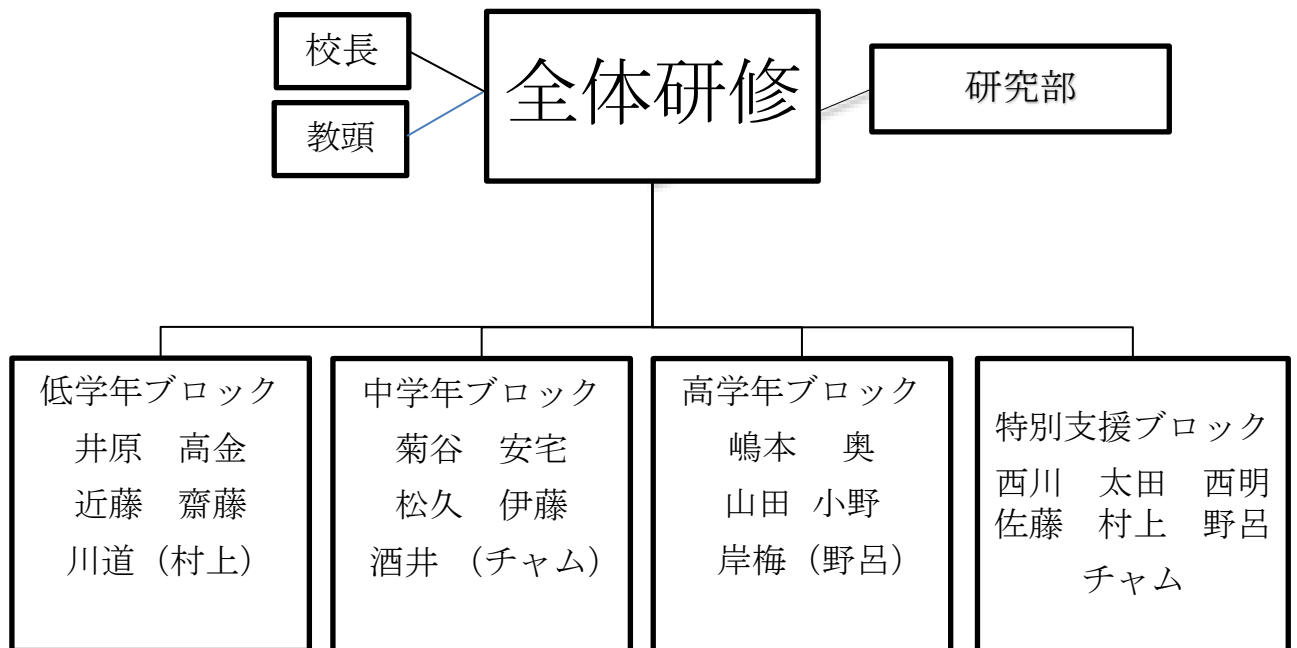 校長
教頭
全体研修
研究部
低学年ブロック
井原　高金
近藤　齋藤
川道（村上）
中学年ブロック
菊谷　安宅
松久　伊藤
酒井 （チャム）
高学年ブロック
嶋本　奥
山田 小野
岸梅（野呂）
特別支援ブロック
西川　太田　西明
佐藤　村上　野呂
チャム